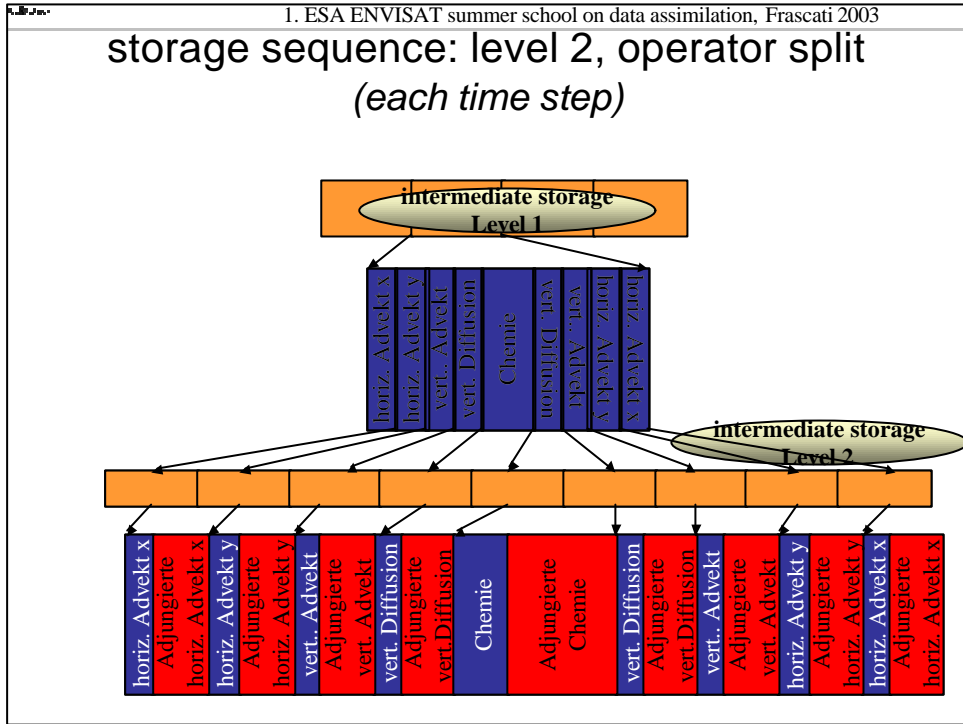 1. ESA ENVISAT summer school on data assimilation, Frascati 2003
storage sequence: level 2, operator split
(each time step)
intermediate storage
Level 1
horiz. Advekt x
horiz. Advekt y
vert.. Advekt
vert. Diffusion
Chemie
vert. Diffusion
vert.. Advekt
horiz. Advekt y
horiz. Advekt x
intermediate storage
Level 2
horiz. Advekt x
Adjungierte
horiz. Advekt x
horiz. Advekt y
Adjungierte
horiz. Advekt y
vert.. Advekt
Adjungierte
vert. Advekt
vert. Diffusion
Adjungierte
vert.Diffusion
Chemie
Adjungierte
Chemie
vert. Diffusion
Adjungierte
vert.Diffusion
vert.. Advekt
Adjungierte
vert. Advekt
horiz. Advekt y
Adjungierte
horiz. Advekt y
horiz. Advekt x
Adjungierte
horiz. Advekt x